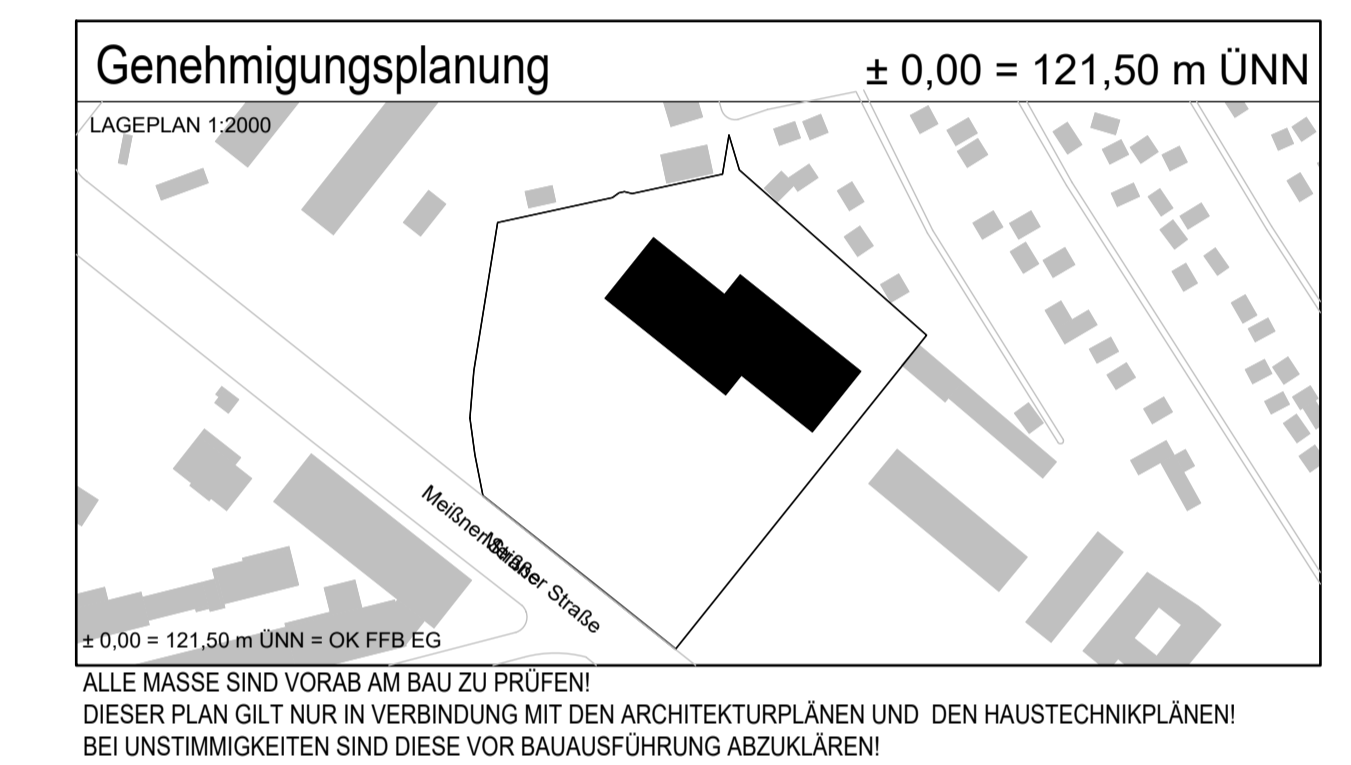 Genehmigungsplanung
± 0,00 = 121,50 m ÜNN
LAGEPLAN 1:2000
Meißner Straße
Meißner Straße
± 0,00 = 121,50 m ÜNN = OK FFB EG
ALLE MASSE SIND VORAB AM BAU ZU PRÜFEN!
DIESER PLAN GILT NUR IN VERBINDUNG MIT DEN ARCHITEKTURPLÄNEN UND DEN HAUSTECHNIKPLÄNEN!
BEI UNSTIMMIGKEITEN SIND DIESE VOR BAUAUSFÜHRUNG ABZUKLÄREN!